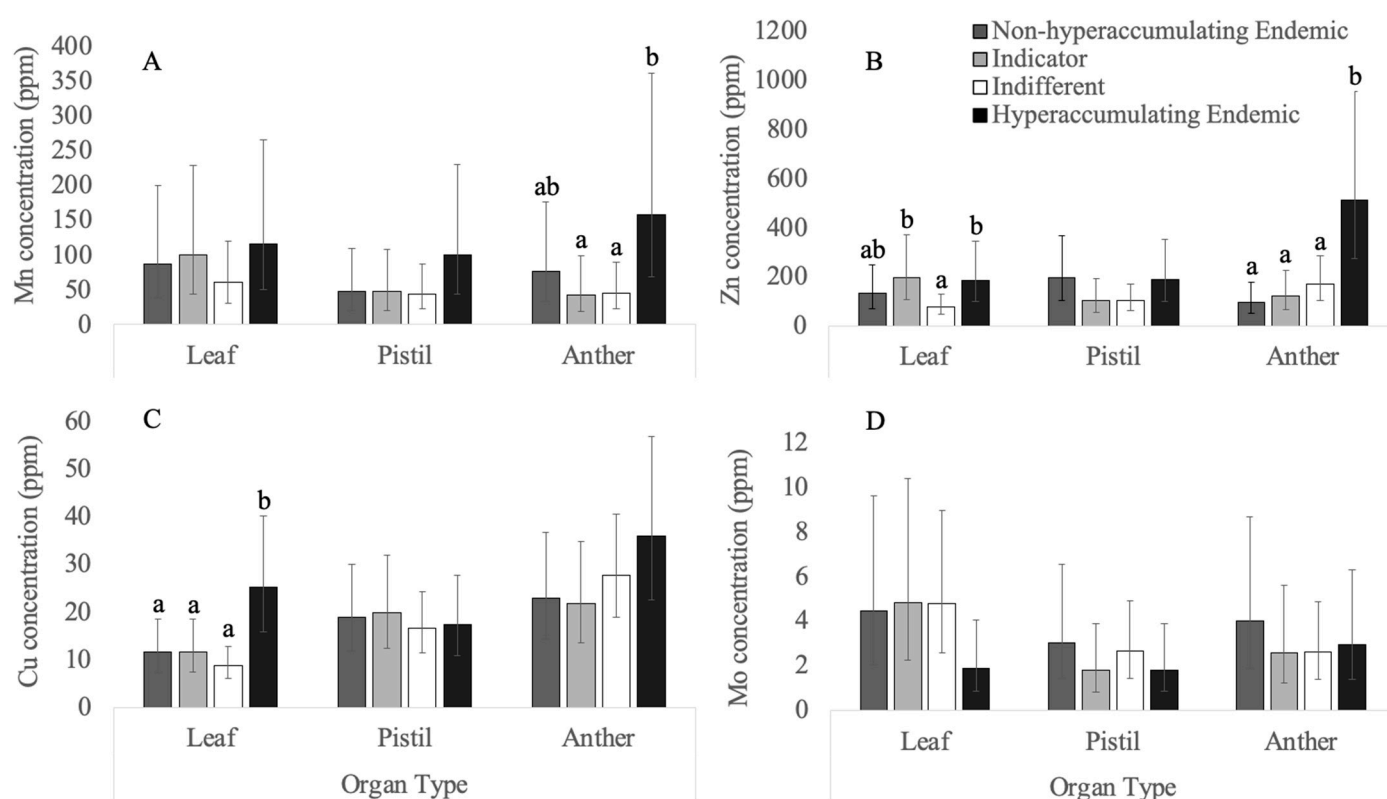 A
Mn concentration (ppm)
400
350
300
250
200
150
100
50
0
ab
a
a
b
Leaf
Pistil
Anther
B
Zn concentration (ppm)
1200
1000
800
600
400
200
0
Non-hyperaccumulating Endemic
Indicator
Indifferent
Hyperaccumulating Endemic
ab
b
a
b
a
a
a
b
Leaf
Pistil
Anther
C
Cu concentration (ppm)
60
50
40
30
20
10
0
a
a
a
b
Leaf
Pistil
Anther
Organ Type
D
Mo concentration (ppm)
12
10
8
6
4
2
0
Leaf
Pistil
Anther
Organ Type